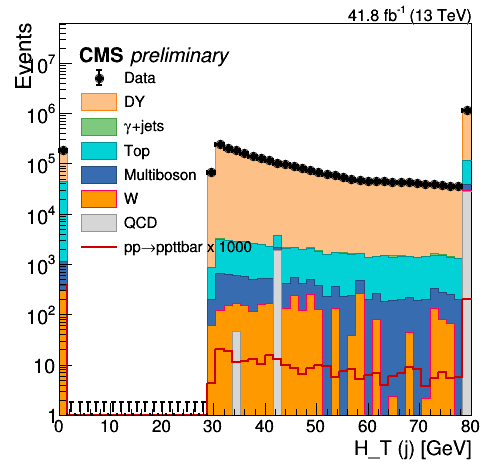 41.8 fb⁻¹ (13 TeV)
Events
CMS preliminary
Data
DY
γ+jets
Top
Multiboson
W
QCD
pp→ppttbar x 1000
10⁷
10⁶
10⁵
10⁴
10³
10²
10
1
0 10 20 30 40 50 60 70 80
H_T (j) [GeV]